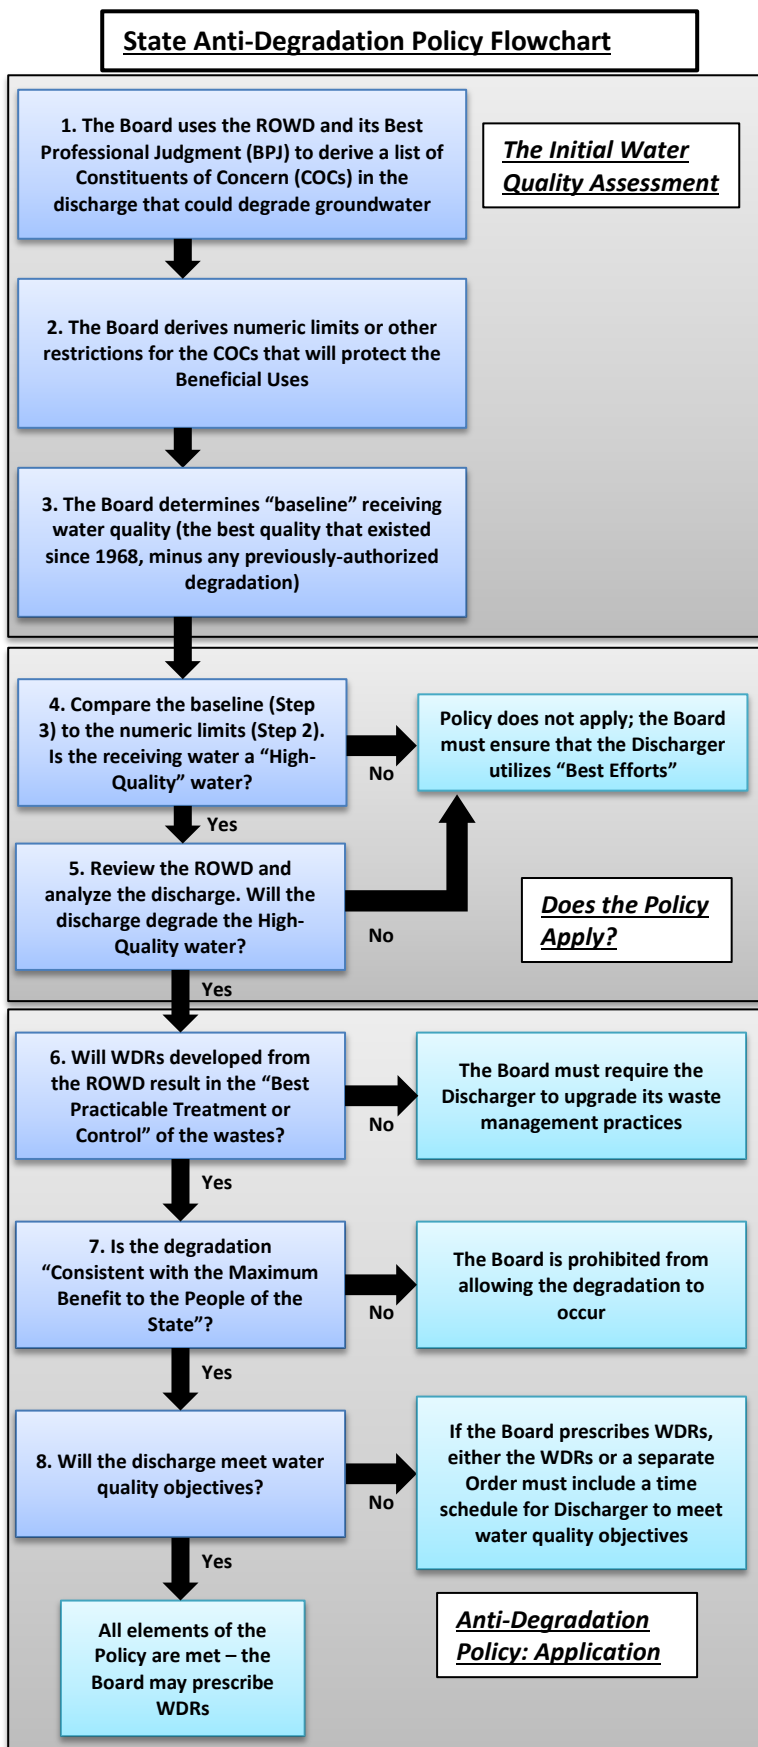 State Anti-Degradation Policy Flowchart
1. The Board uses the ROWD and its Best
Professional Judgment (BPJ) to derive a list of
Constituents of Concern (COCs) in the
discharge that could degrade groundwater
The Initial Water
Quality Assessment
2. The Board derives numeric limits or other
restrictions for the COCs that will protect the
Beneficial Uses
3. The Board determines “baseline” receiving
water quality (the best quality that existed
since 1968, minus any previously-authorized
degradation)
4. Compare the baseline (Step
3) to the numeric limits (Step 2).
Is the receiving water a “High-
Quality” water?
No
Policy does not apply; the Board
must ensure that the Discharger
utilizes “Best Efforts”
Yes
5. Review the ROWD and
analyze the discharge. Will the
discharge degrade the High-
Quality water?
No
Does the Policy
Apply?
Yes
6. Will WDRs developed from
the ROWD result in the “Best
Practicable Treatment or
Control” of the wastes?
No
The Board must require the
Discharger to upgrade its waste
management practices
Yes
7. Is the degradation
“Consistent with the Maximum
Benefit to the People of the
State”?
No
The Board is prohibited from
allowing the degradation to
occur
Yes
8. Will the discharge meet water
quality objectives?
No
If the Board prescribes WDRs,
either the WDRs or a separate
Order must include a time
schedule for Discharger to meet
water quality objectives
Yes
All elements of the
Policy are met – the
Board may prescribe
WDRs
Anti-Degradation
Policy: Application